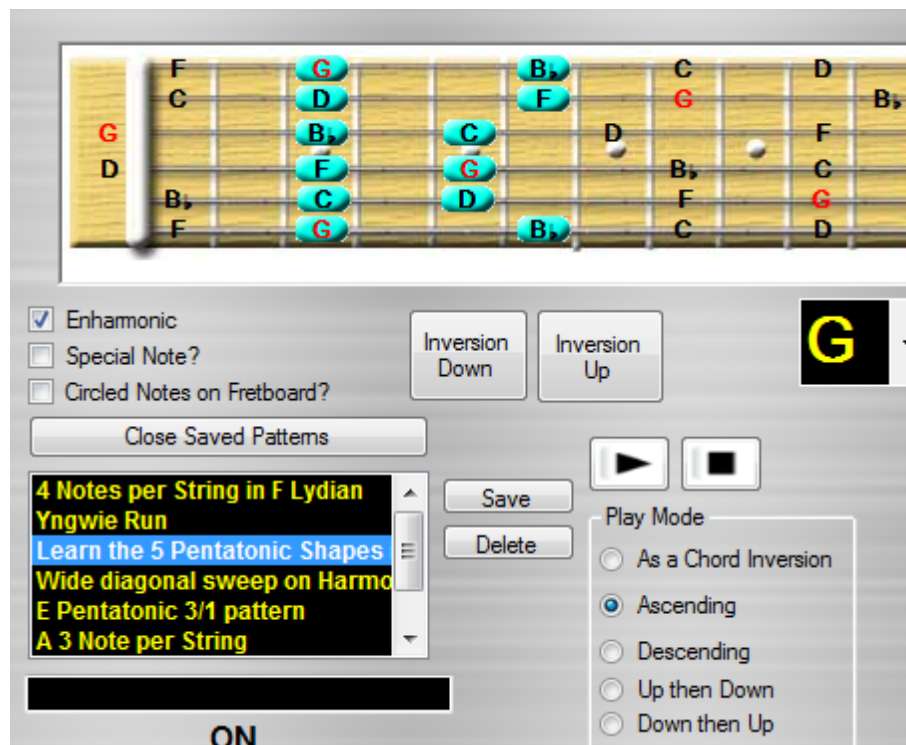 F G B♭ C D
C D F G B♭
G B♭ C D F
D F G B♭ C
B♭ C D F G
F G B♭ C D
Enharmonic
Special Note?
Circled Notes on Fretboard?
Inversion
Down
Inversion
Up
G
Close Saved Patterns
4 Notes per String in F Lydian
Yngwie Run
Learn the 5 Pentatonic Shapes
Wide diagonal sweep on Harmo
E Pentatonic 3/1 pattern
A 3 Note per String
Save
Delete
Play Mode
As a Chord Inversion
Ascending
Descending
Up then Down
Down then Up
ON